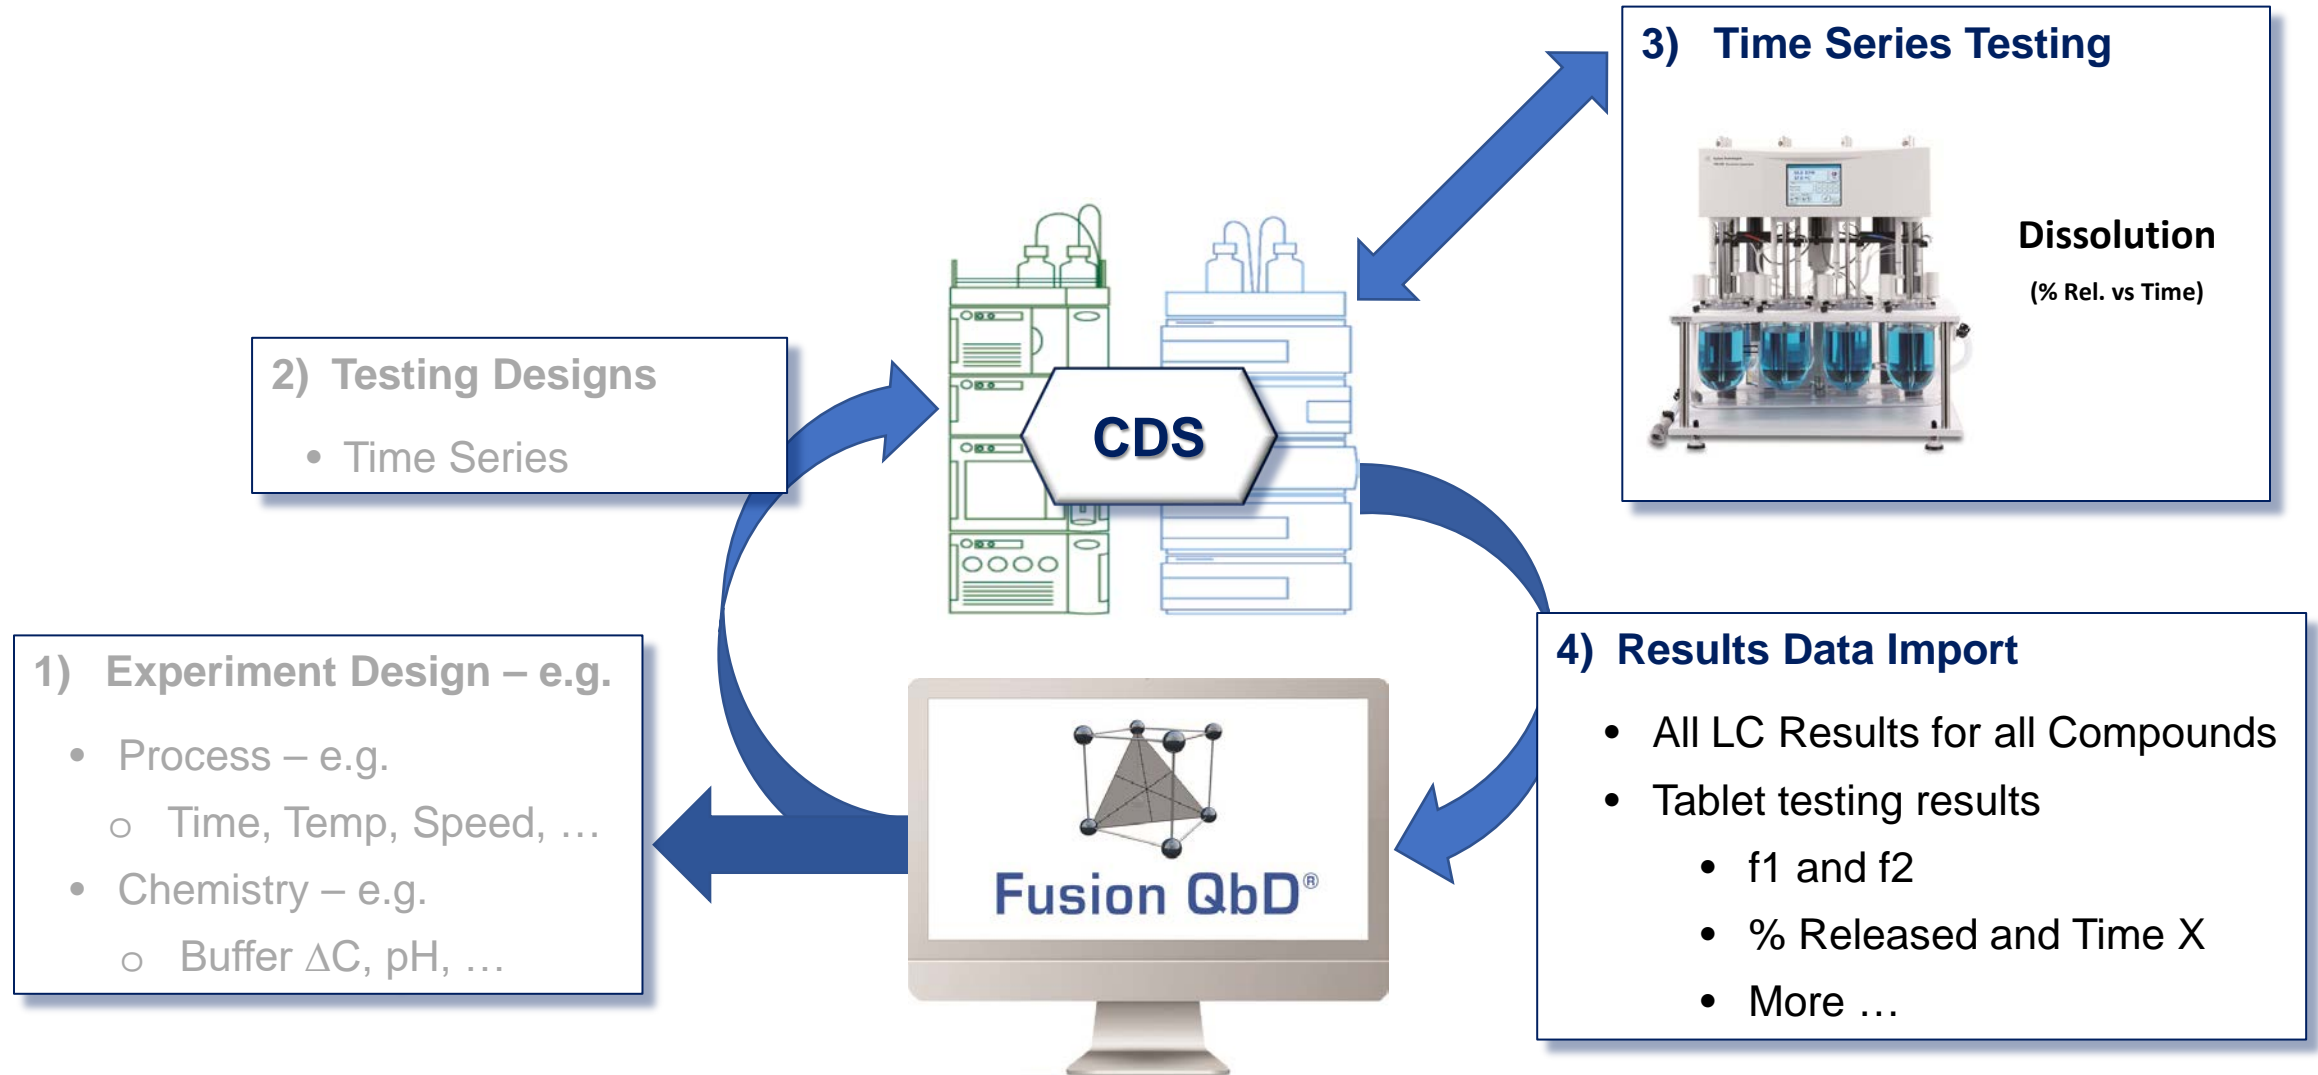 3) Time Series Testing
Dissolution
(% Rel. vs Time)
2) Testing Designs
• Time Series
CDS
1) Experiment Design – e.g.
• Process – e.g.
o Time, Temp, Speed, …
• Chemistry – e.g.
o Buffer ΔC, pH, …
Fusion QbD®
4) Results Data Import
• All LC Results for all Compounds
• Tablet testing results
• f1 and f2
• % Released and Time X
• More …